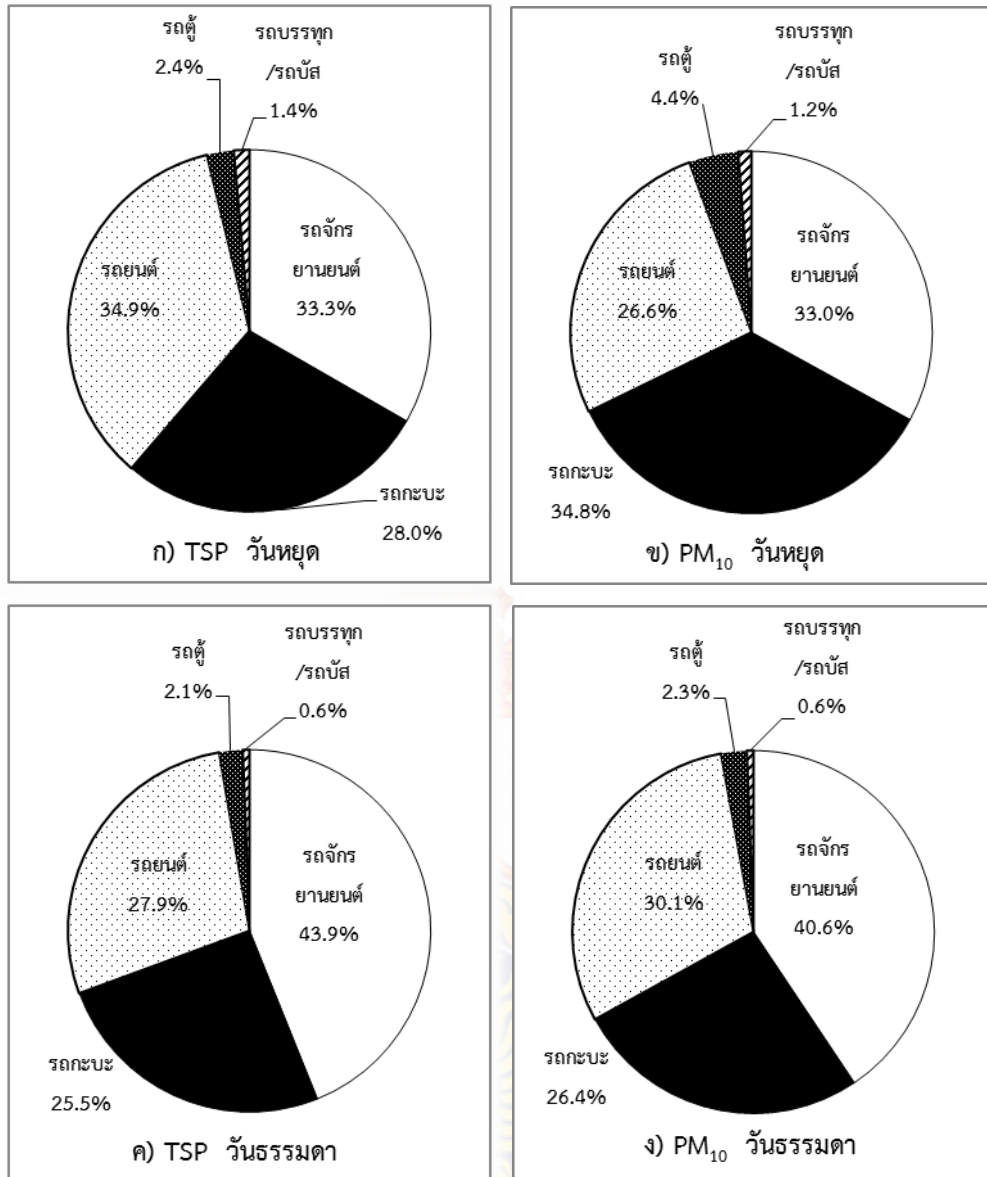 รถตู้
2.4%
รถบรรทุก
/รถบัส
1.4%
รถจักร
ยานยนต์
33.3%
รถยนต์
34.9%
รถกะบะ
28.0%
ก) TSP วันหยุด
รถตู้
4.4%
รถบรรทุก
/รถบัส
1.2%
รถจักร
ยานยนต์
33.0%
รถยนต์
26.6%
รถกะบะ
34.8%
ข) PM₁₀ วันหยุด
รถตู้
2.1%
รถบรรทุก
/รถบัส
0.6%
รถจักร
ยานยนต์
43.9%
รถยนต์
27.9%
รถกะบะ
25.5%
ค) TSP วันธรรมดา
รถตู้
2.3%
รถบรรทุก
/รถบัส
0.6%
รถจักร
ยานยนต์
40.6%
รถยนต์
30.1%
รถกะบะ
26.4%
ง) PM₁₀ วันธรรมดา